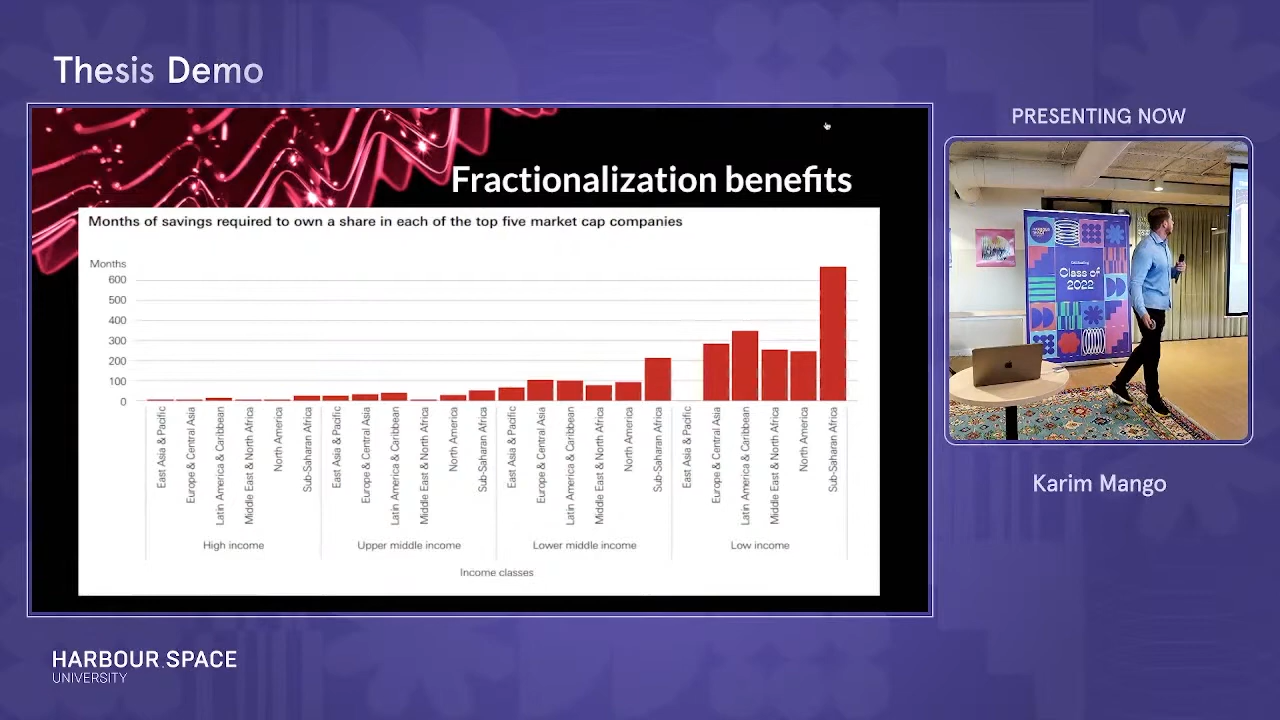 Thesis Demo
PRESENTING NOW
Fractionalization benefits
Months of savings required to own a share in each of the top five market cap companies
Months
600
500
400
300
200
100
0
East Asia & Pacific
Europe & Central Asia
Latin America & Caribbean
Middle East & North Africa
North America
Sub-Saharan Africa
East Asia & Pacific
Europe & Central Asia
Latin America & Caribbean
Middle East & North Africa
North America
Sub-Saharan Africa
East Asia & Pacific
Europe & Central Asia
Latin America & Caribbean
Middle East & North Africa
North America
Sub-Saharan Africa
East Asia & Pacific
Europe & Central Asia
Latin America & Caribbean
Middle East & North Africa
North America
Sub-Saharan Africa
High income
Upper middle income
Lower middle income
Low income
Income classes
Class of
2022
Karim Mango
HARBOUR.SPACE
UNIVERSITY